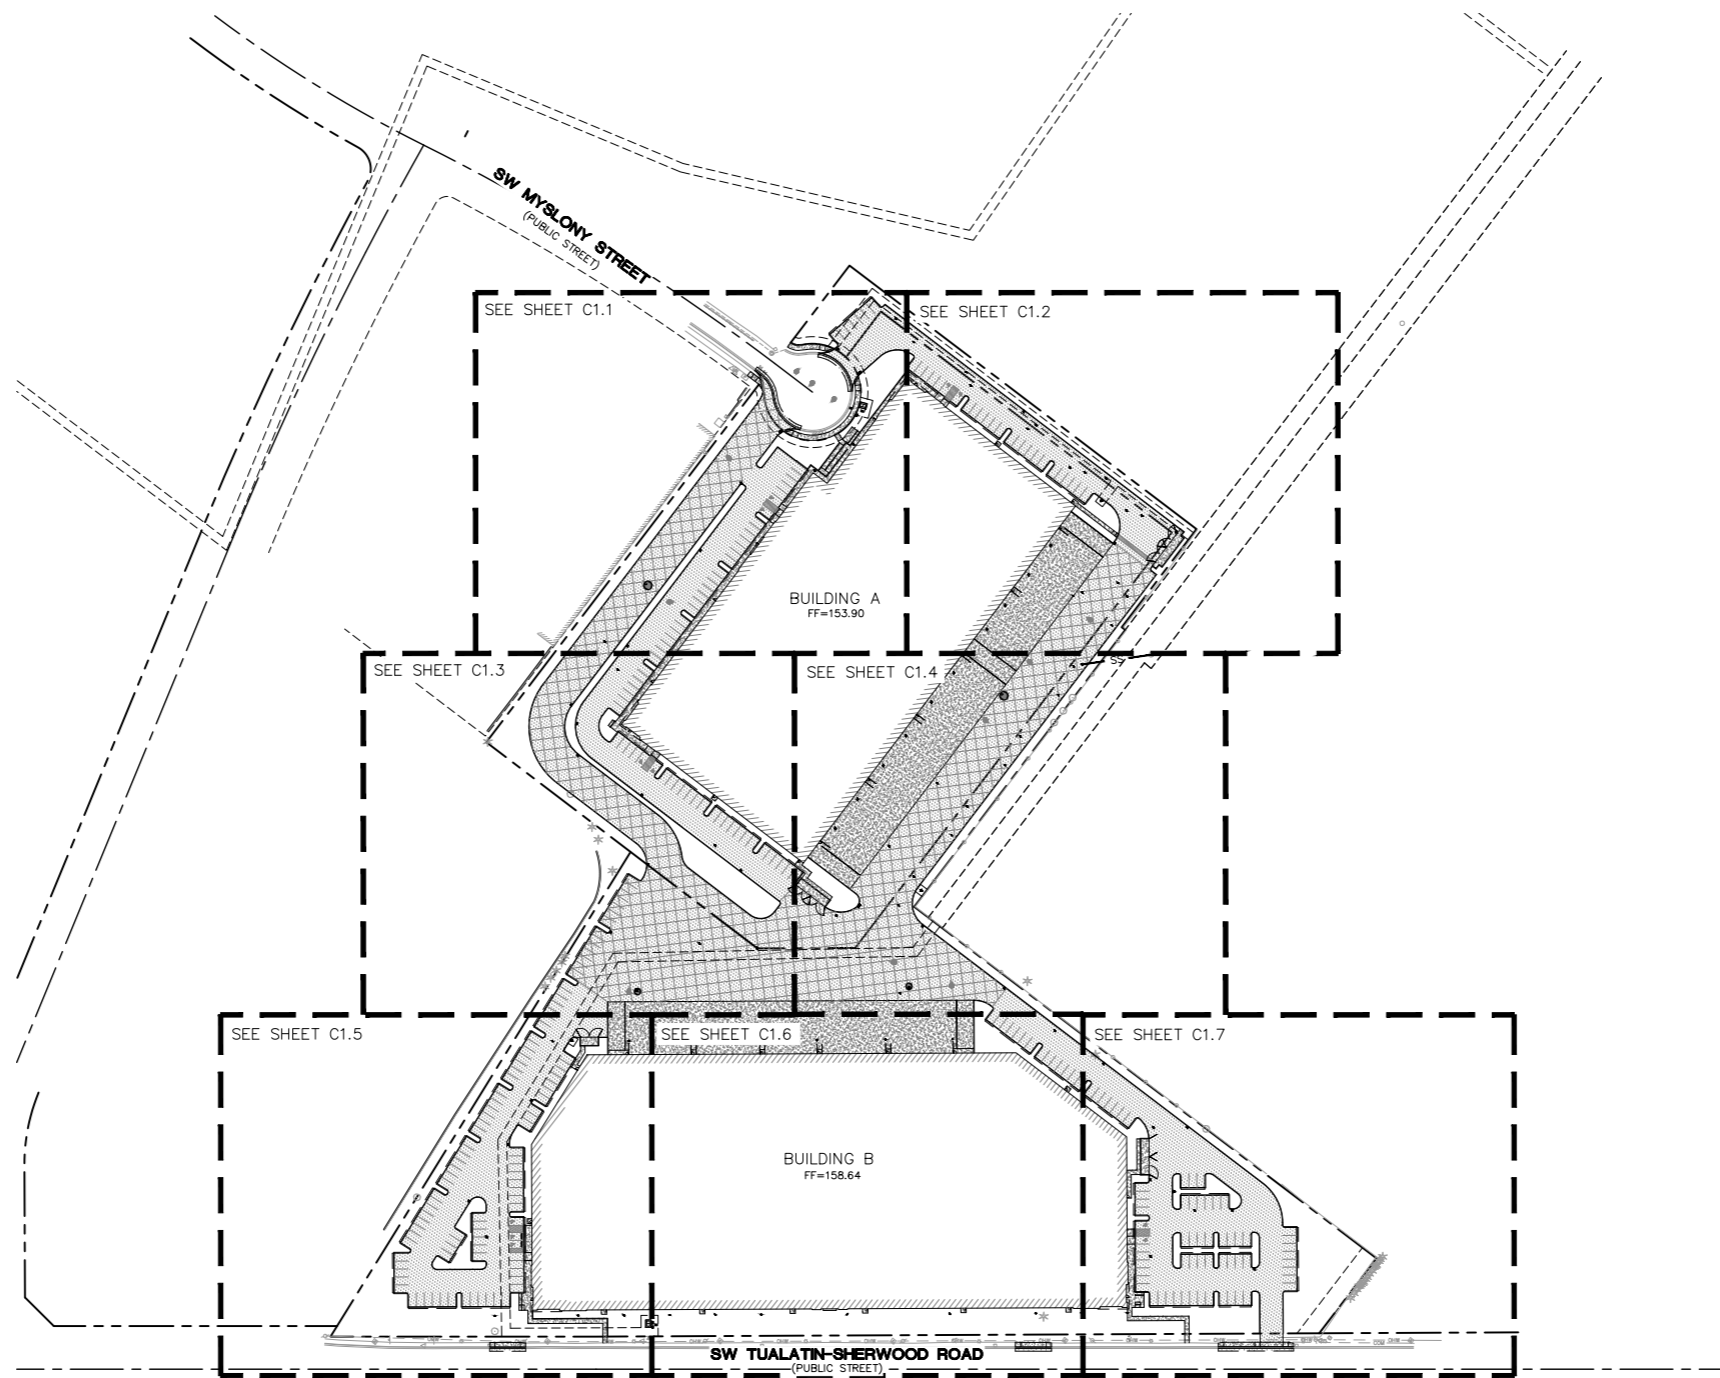 SW MYSLONY STREET
(PUBLIC STREET)
SEE SHEET C1.1
SEE SHEET C1.2
BUILDING A
FF=153.90
SEE SHEET C1.3
SEE SHEET C1.4
SS
SEE SHEET C1.5
SEE SHEET C1.6
SEE SHEET C1.7
BUILDING B
FF=158.64
SW TUALATIN-SHERWOOD ROAD
(PUBLIC STREET)